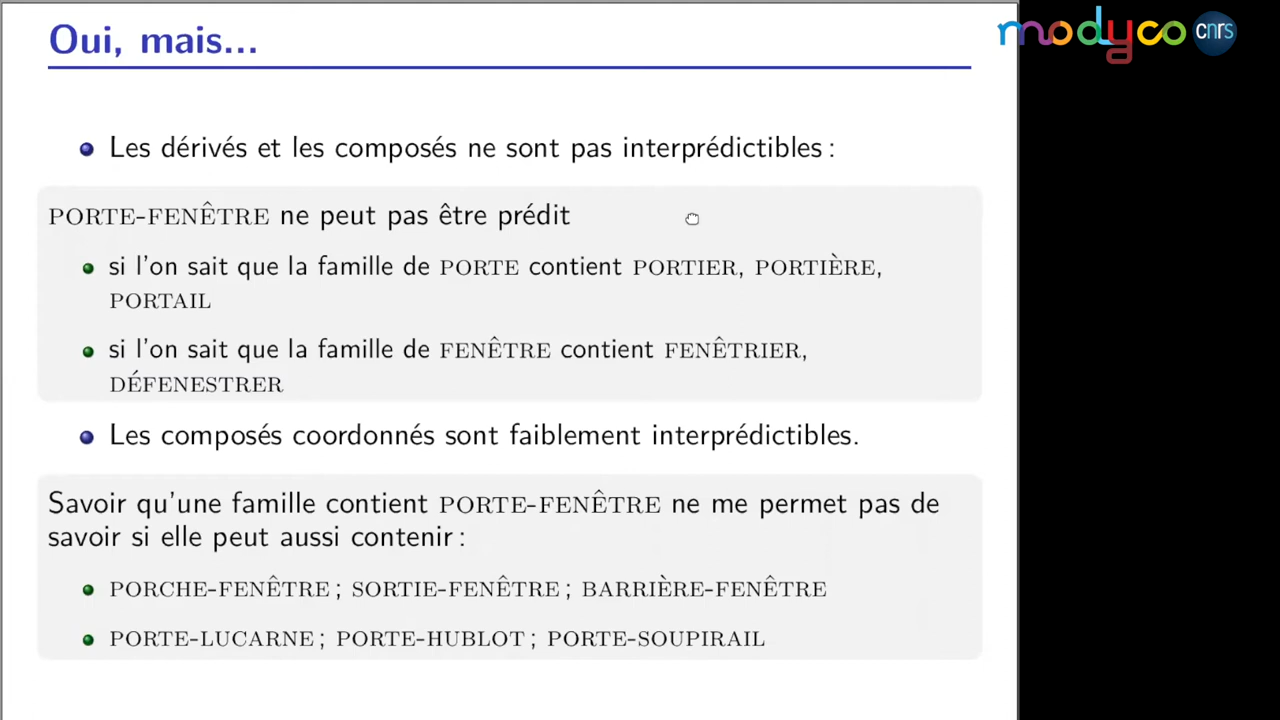 Oui, mais...
modyco cnrs
Les dérivés et les composés ne sont pas interprédictibles :
PORTE-FENÊTRE ne peut pas être prédit
si l'on sait que la famille de PORTE contient PORTIER, PORTIÈRE,
PORTAIL
si l'on sait que la famille de FENÊTRE contient FENÊTRIER,
DÉFENESTRER
Les composés coordonnés sont faiblement interprédictibles.
Savoir qu'une famille contient PORTE-FENÊTRE ne me permet pas de
savoir si elle peut aussi contenir :
PORCHE-FENÊTRE ; SORTIE-FENÊTRE ; BARRIÈRE-FENÊTRE
PORTE-LUCARNE ; PORTE-HUBLOT ; PORTE-SOUPIRAIL